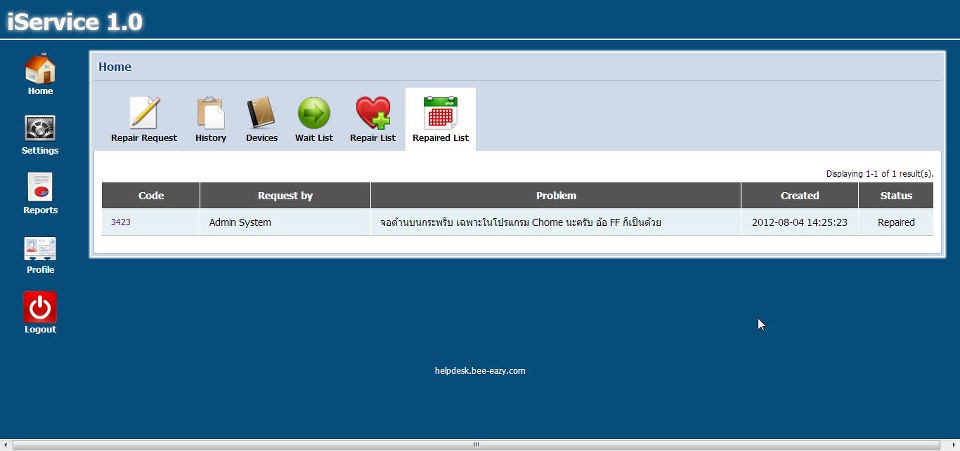 iService 1.0
Home
Settings
Reports
Profile
Logout
Home
Repair Request History Devices Wait List Repair List Repaired List
Displaying 1-1 of 1 result(s).
Code Request by Problem Created Status
3423 Admin System จอด้านบนกระพริบ เฉพาะในโปรแกรม Chome นะครับ อ้อ FF ก็เป็นด้วย 2012-08-04 14:25:23 Repaired
helpdesk.bee-eazy.com